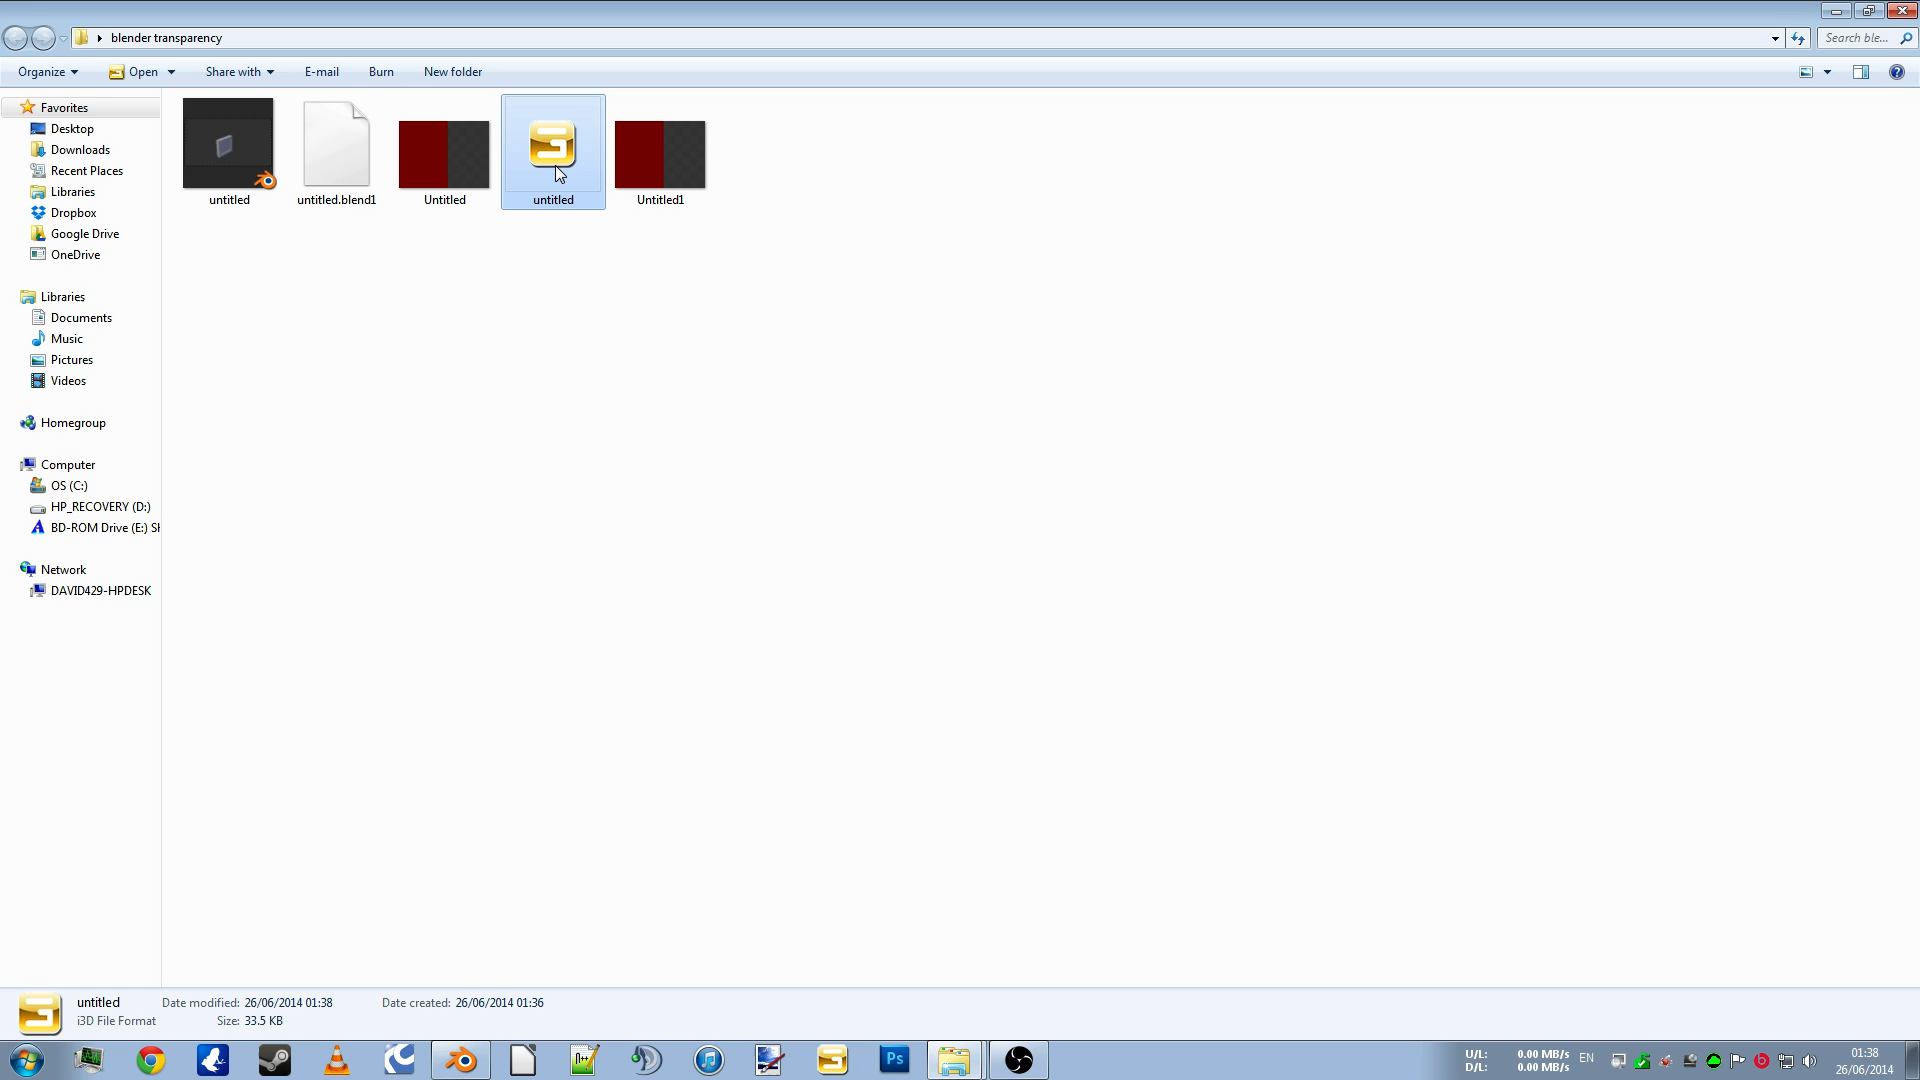 blender transparency
Search ble...
Organize
Open
Share with
E-mail
Burn
New folder
Favorites
Desktop
Downloads
Recent Places
Libraries
Dropbox
Google Drive
OneDrive
Libraries
Documents
Music
Pictures
Videos
Homegroup
Computer
OS (C:)
HP_RECOVERY (D:)
BD-ROM Drive (E:) SH
Network
DAVID429-HPDESK
untitled
untitled.blend1
Untitled
untitled
Untitled1
untitled
Date modified: 26/06/2014 01:38
Date created: 26/06/2014 01:36
i3D File Format
Size: 33.5 KB
Ps
U/L: 0.00 MB/s
D/L: 0.00 MB/s
EN
01:38
26/06/2014